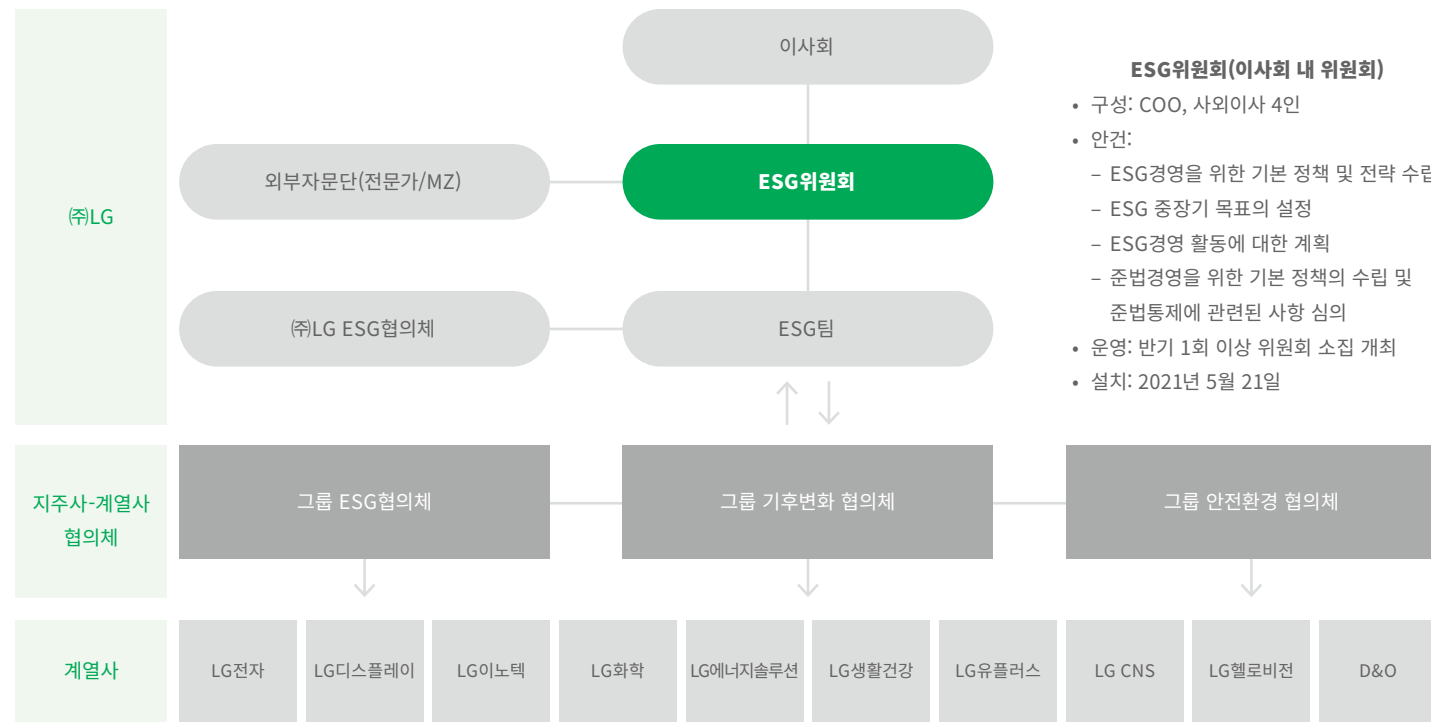 ㈜LG
이사회
외부자문단(전문가/MZ)
ESG위원회
㈜LG ESG협의체
ESG팀
ESG위원회(이사회 내 위원회)
• 구성: COO, 사외이사 4인
• 안건:
– ESG경영을 위한 기본 정책 및 전략 수립
– ESG 중장기 목표의 설정
– ESG경영 활동에 대한 계획
– 준법경영을 위한 기본 정책의 수립 및
준법통제에 관련된 사항 심의
• 운영: 반기 1회 이상 위원회 소집 개최
• 설치: 2021년 5월 21일
지주사-계열사
협의체
그룹 ESG협의체
그룹 기후변화 협의체
그룹 안전환경 협의체
계열사
LG전자
LG디스플레이
LG이노텍
LG화학
LG에너지솔루션
LG생활건강
LG유플러스
LG CNS
LG헬로비전
D&O